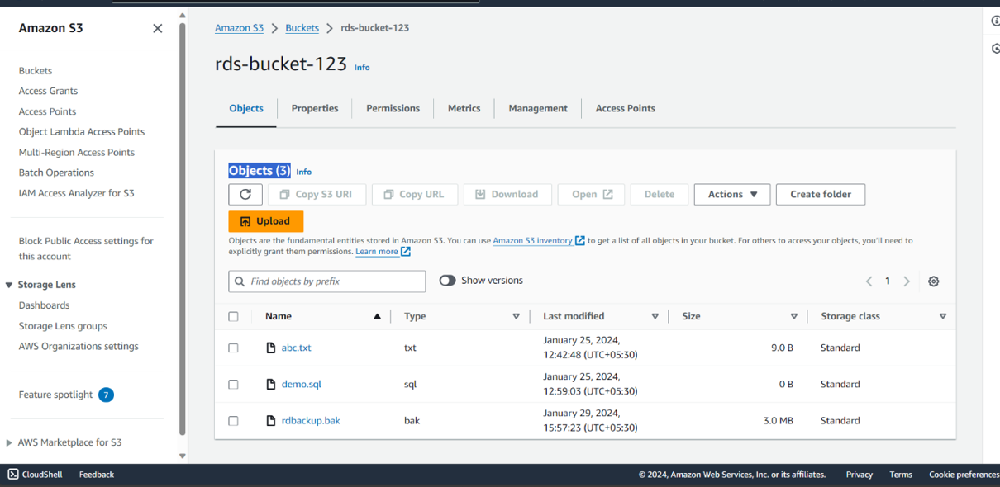 Amazon S3
Buckets
Access Grants
Access Points
Object Lambda Access Points
Multi-Region Access Points
Batch Operations
IAM Access Analyzer for S3
Block Public Access settings for
this account
Storage Lens
Dashboards
Storage Lens groups
AWS Organizations settings
Feature spotlight 7
AWS Marketplace for S3
Amazon S3 Buckets rds-bucket-123
rds-bucket-123 Info
Objects Properties Permissions Metrics Management Access Points
Objects (3) Info
Copy S3 URI Copy URL Download Open Delete Actions Create folder
Upload
Objects are the fundamental entities stored in Amazon S3. You can use Amazon S3 inventory to get a list of all objects in your bucket. For others to access your objects, you'll need to
explicitly grant them permissions. Learn more
Find objects by prefix Show versions 1
Name Type Last modified Size Storage class
abc.txt txt January 25, 2024, 9.0 B Standard
12:42:48 (UTC+05:30)
demo.sql sql January 25, 2024, 0 B Standard
12:59:03 (UTC+05:30)
rdbackup.bak bak January 29, 2024, 3.0 MB Standard
15:57:23 (UTC+05:30)
CloudShell Feedback © 2024, Amazon Web Services, Inc. or its affiliates. Privacy Terms Cookie preferences